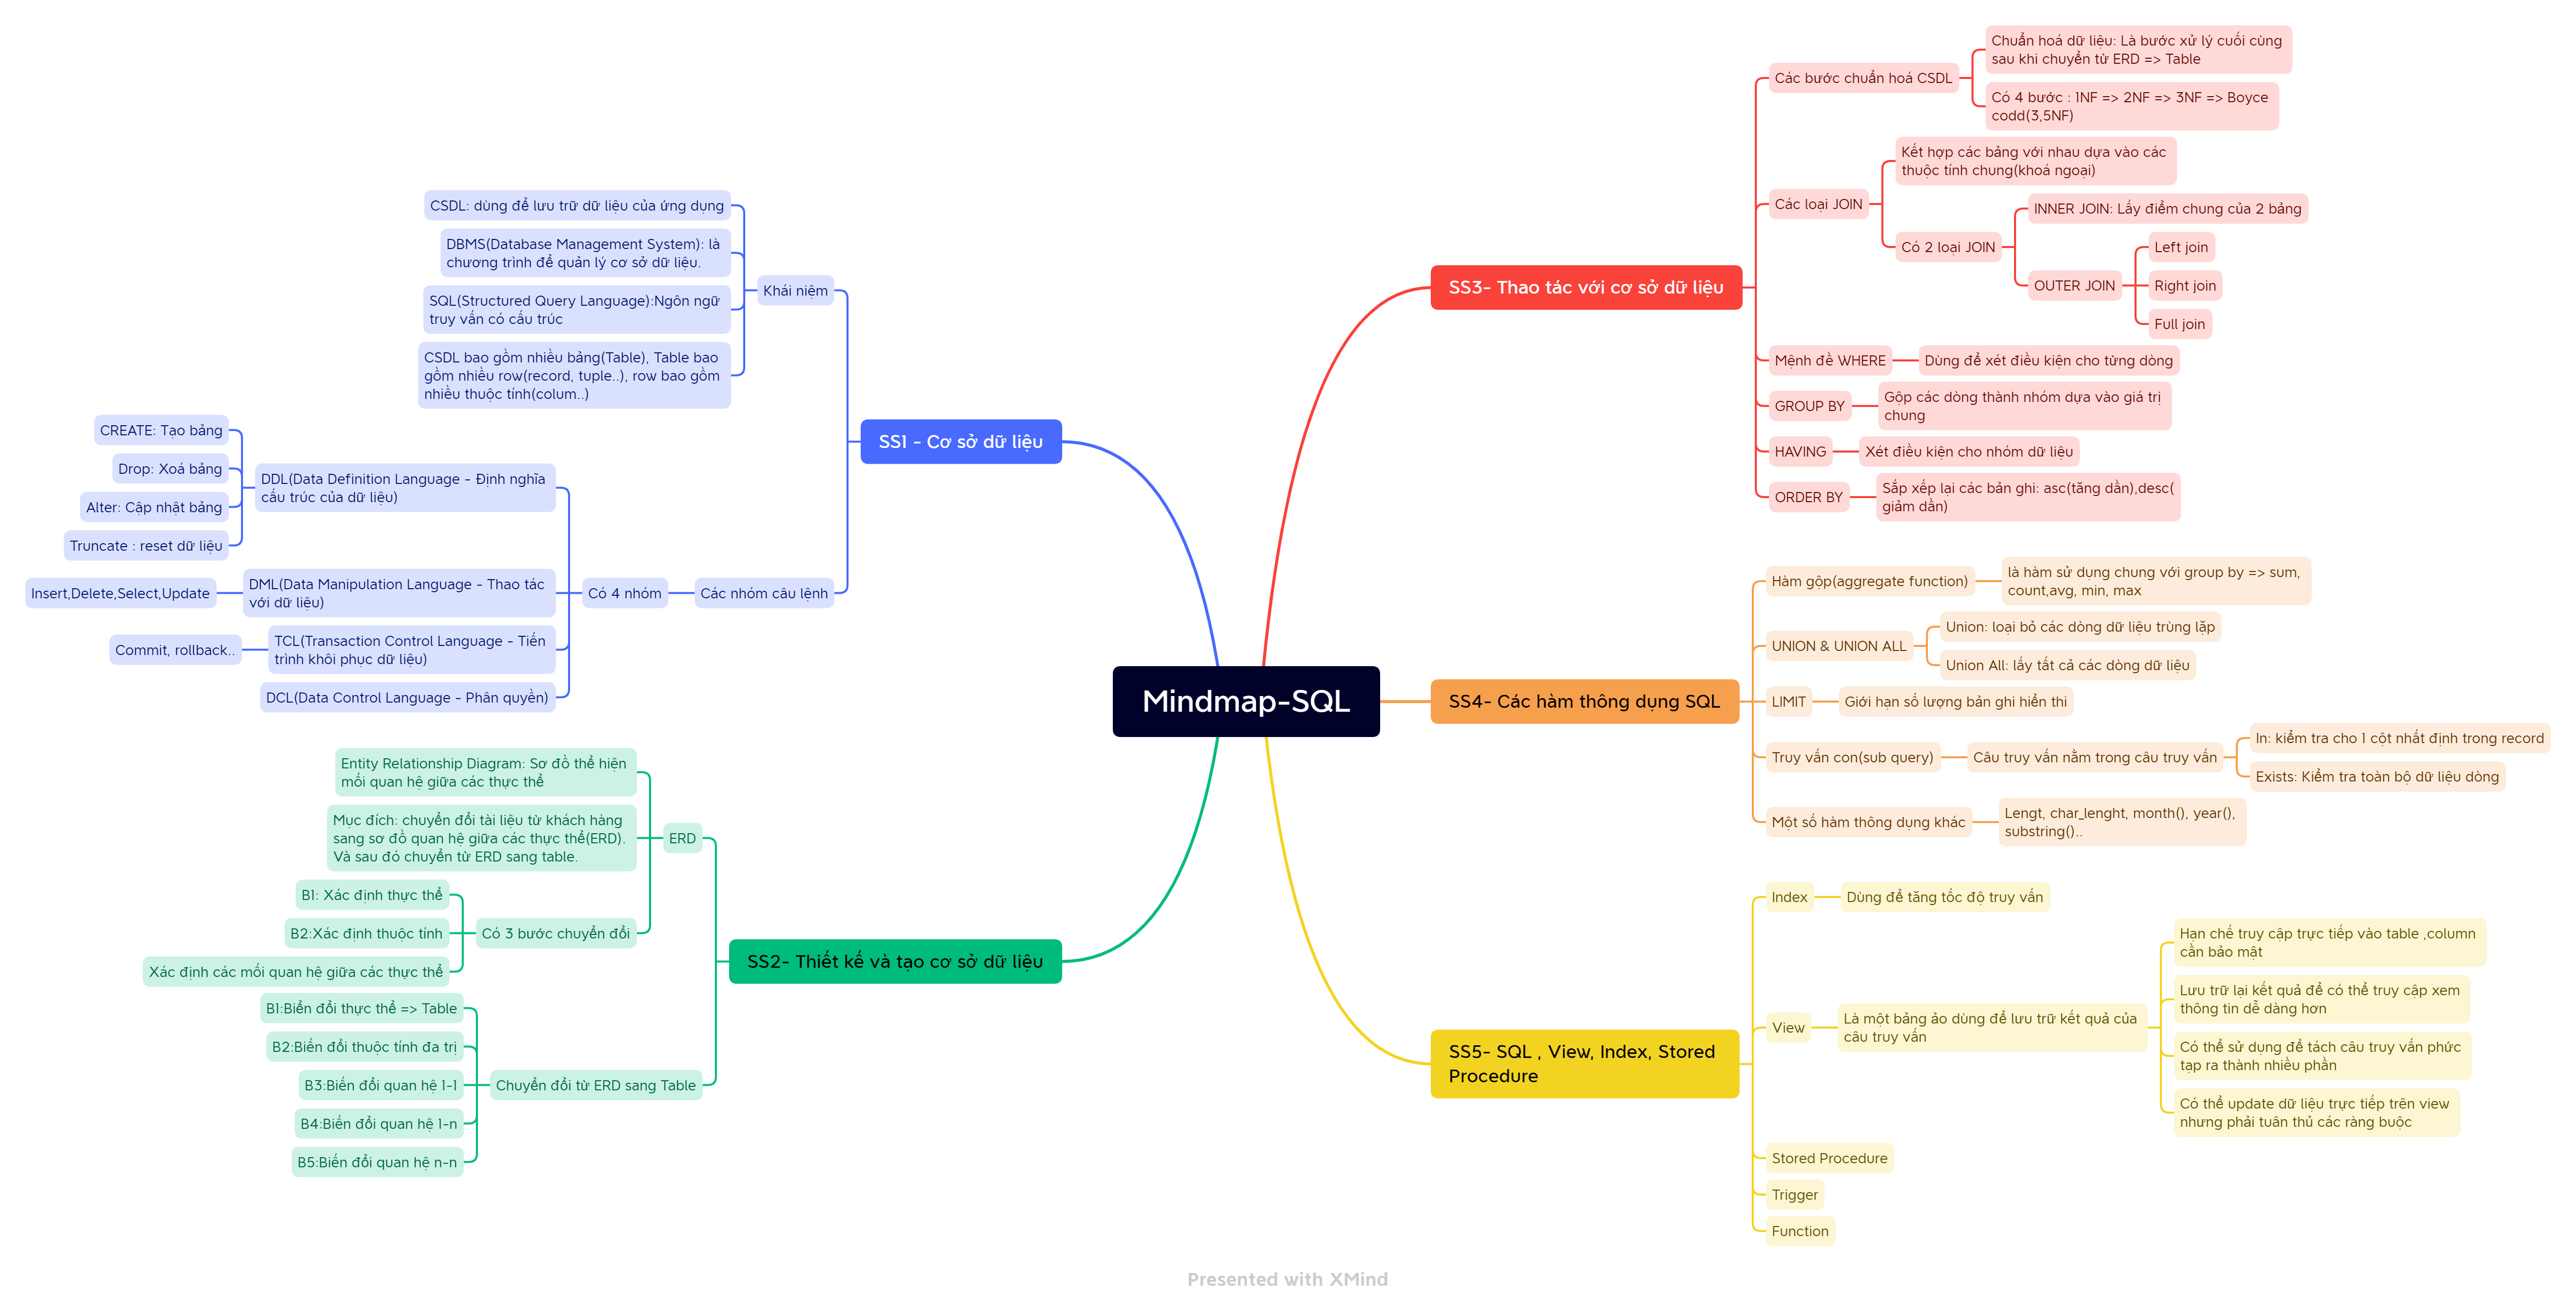 Mindmap-SQL
SS1 - Cơ sở dữ liệu
Khái niệm
CSDL: dùng để lưu trữ dữ liệu của ứng dụng
DBMS(Database Management System): là
chương trình để quản lý cơ sở dữ liệu.
SQL(Structured Query Language):Ngôn ngữ
truy vấn có cấu trúc
CSDL bao gồm nhiều bảng(Table), Table bao
gồm nhiều row(record, tuple..), row bao gồm
nhiều thuộc tính(colum..)
Các nhóm câu lệnh
Có 4 nhóm
DDL(Data Definition Language - Định nghĩa
cấu trúc của dữ liệu)
CREATE: Tạo bảng
Drop: Xoá bảng
Alter: Cập nhật bảng
Truncate : reset dữ liệu
DML(Data Manipulation Language - Thao tác
với dữ liệu)
Insert,Delete,Select,Update
TCL(Transaction Control Language - Tiến
trình khôi phục dữ liệu)
Commit, rollback..
DCL(Data Control Language - Phân quyền)
SS2- Thiết kế và tạo cơ sở dữ liệu
ERD
Entity Relationship Diagram: Sơ đồ thể hiện
mối quan hệ giữa các thực thể
Mục đích: chuyển đổi tài liệu từ khách hàng
sang sơ đồ quan hệ giữa các thực thể(ERD).
Và sau đó chuyển từ ERD sang table.
Có 3 bước chuyển đổi
B1: Xác định thực thể
B2:Xác định thuộc tính
Xác định các mối quan hệ giữa các thực thể
Chuyển đổi từ ERD sang Table
B1:Biển đổi thực thể => Table
B2:Biến đổi thuộc tính đa trị
B3:Biến đổi quan hệ 1-1
B4:Biến đổi quan hệ 1-n
B5:Biến đổi quan hệ n-n
SS3- Thao tác với cơ sở dữ liệu
Các bước chuẩn hoá CSDL
Chuẩn hoá dữ liệu: Là bước xử lý cuối cùng
sau khi chuyển từ ERD => Table
Có 4 bước : 1NF => 2NF => 3NF => Boyce
codd(3,5NF)
Các loại JOIN
Kết hợp các bảng với nhau dựa vào các
thuộc tính chung(khoá ngoại)
Có 2 loại JOIN
INNER JOIN: Lấy điểm chung của 2 bảng
OUTER JOIN
Left join
Right join
Full join
Mệnh đề WHERE
Dùng để xét điều kiện cho từng dòng
GROUP BY
Gộp các dòng thành nhóm dựa vào giá trị
chung
HAVING
Xét điều kiện cho nhóm dữ liệu
ORDER BY
Sắp xếp lại các bản ghi: asc(tăng dần),desc(
giảm dần)
SS4- Các hàm thông dụng SQL
Hàm gộp(aggregate function)
là hàm sử dụng chung với group by => sum,
count,avg, min, max
UNION & UNION ALL
Union: loại bỏ các dòng dữ liệu trùng lặp
Union All: lấy tất cả các dòng dữ liệu
LIMIT
Giới hạn số lượng bản ghi hiển thi
Truy vấn con(sub query)
Câu truy vấn nằm trong câu truy vấn
In: kiểm tra cho 1 cột nhất định trong record
Exists: Kiểm tra toàn bộ dữ liệu dòng
Một số hàm thông dụng khác
Lengt, char_lenght, month(), year(),
substring()..
SS5- SQL , View, Index, Stored
Procedure
Index
Dùng để tăng tốc độ truy vấn
View
Là một bảng ảo dùng để lưu trữ kết quả của
câu truy vấn
Hạn chế truy cập trực tiếp vào table ,column
cần bảo mật
Lưu trữ lại kết quả để có thể truy cập xem
thông tin dễ dàng hơn
Có thể sử dụng để tách câu truy vấn phức
tạp ra thành nhiều phần
Có thể update dữ liệu trực tiếp trên view
nhưng phải tuân thủ các ràng buộc
Stored Procedure
Trigger
Function
Presented with XMind